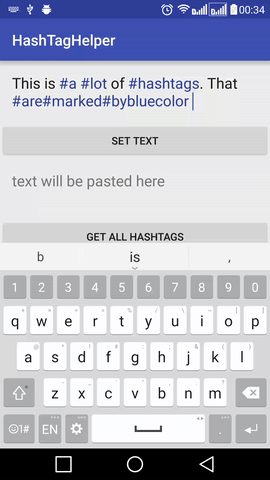 00:34
HashTagHelper
This is #a #lot of #hashtags. That
#are#marked#bybluecolor
SET TEXT
text will be pasted here
GET ALL HASHTAGS
b is ,
1 2 3 4 5 6 7 8 9 0
q w e r t y u i o p
a s d f g h j k l
z x c v b n m
☺1# EN .